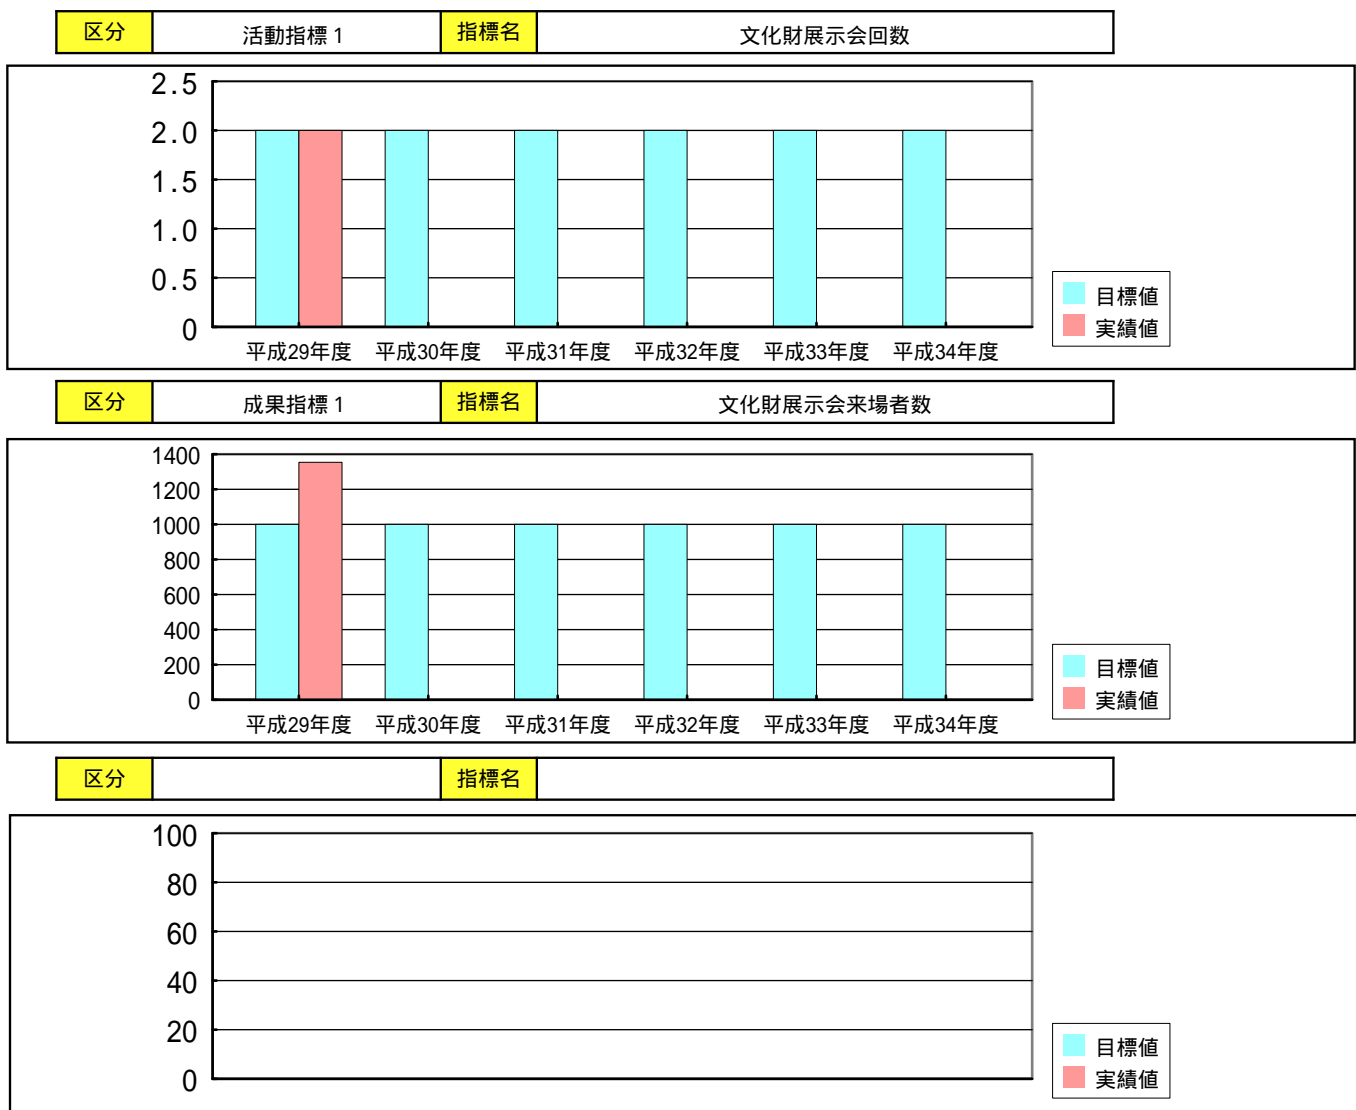 区分 活動指標１ 指標名 文化財展示会回数
2.5
2.0
1.5
1.0
0.5
0
平成29年度 平成30年度 平成31年度 平成32年度 平成33年度 平成34年度
目標値
実績値
区分 成果指標１ 指標名 文化財展示会来場者数
1400
1200
1000
800
600
400
200
0
平成29年度 平成30年度 平成31年度 平成32年度 平成33年度 平成34年度
目標値
実績値
区分 指標名
100
80
60
40
20
0
目標値
実績値